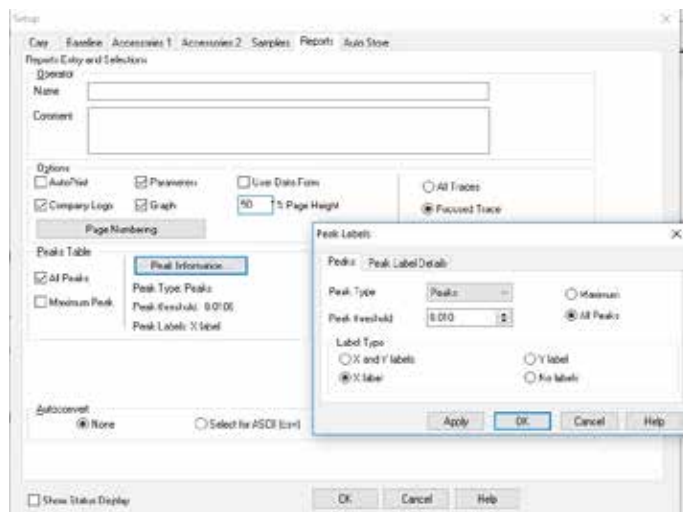 Setup
Cary Baseline Accessories 1 Accessories 2 Samplers Reports Auto Store
Reports Entry and Selections
Operator
Name
Comment
Options
AutoPrint Parameters User Data Form All Traces
Company Logo Graph 50 % Page Height Focused Trace
Page Numbering
Peaks Table
Peak Information...
All Peaks
Peak Type: Peaks
Maximum Peak
Peak threshold: 0.0100
Peak Labels: X label
Autoconvert
None Select for ASCII (csv)
Show Status Display OK Cancel Help
Peak Labels
Peaks Peak Label Details
Peak Type Peaks Maximum
Peak threshold 0.010 All Peaks
Label Type
X and Y labels Y label
X label No labels
Apply OK Cancel Help